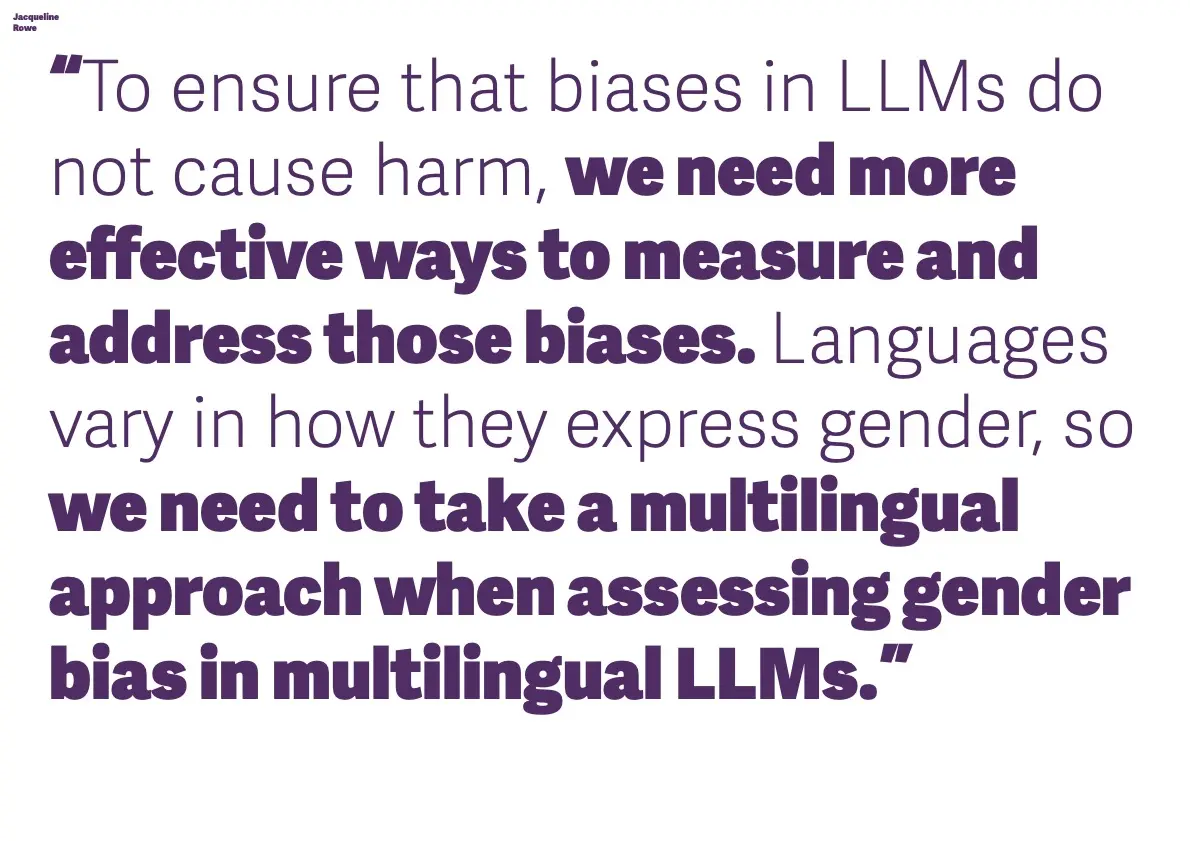 Jacqueline
Rowe
“To ensure that biases in LLMs do
not cause harm, we need more
effective ways to measure and
address those biases. Languages
vary in how they express gender, so
we need to take a multilingual
approach when assessing gender
bias in multilingual LLMs.”